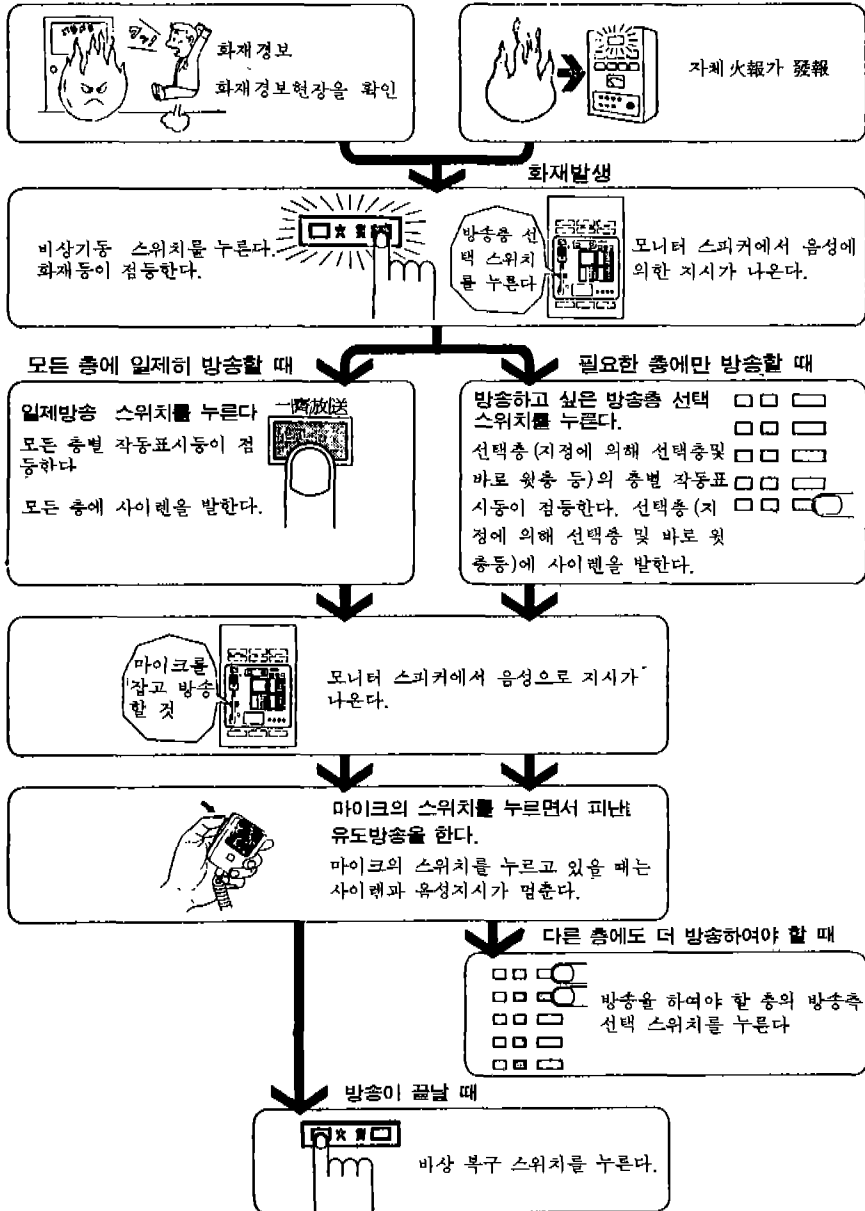 화재경보
화재경보현장을 확인
자체 火報가 發報
화재발생
비상기동 스위치를 누른다.
화재등이 점등한다.
방송층 선
택 스위치
를 누른다
모니터 스피커에서 음성에
의한 지시가 나온다.
모든 층에 일제히 방송할 때
일제방송 스위치를 누른다
一齊放送
모든 층별 작동표시등이 점
등한다
모든 층에 사이렌을 발한다.
필요한 층에만 방송할 때
방송하고 싶은 방송층 선택
스위치를 누른다.
선택층(지정에 의해 선택층및
바로 윗층 등)의 층별 작동표
시등이 점등한다. 선택층(지
정에 의해 선택층 및 바로 윗
층등)에 사이렌을 발한다.
마이크를
잡고 방송
할 것
모니터 스피커에서 음성으로 지시가
나온다.
마이크의 스위치를 누르면서 피난
유도방송을 한다.
마이크의 스위치를 누르고 있을 때는
사이렌과 음성지시가 멈춘다.
다른 층에도 더 방송하여야 할 때
방송을 하여야 할 층의 방송측
선택 스위치를 누른다
방송이 끝날 때
비상 복구 스위치를 누른다.